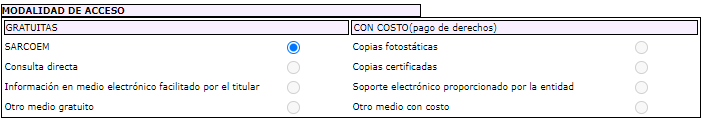 MODALIDAD DE ACCESO
GRATUITAS CON COSTO(pago de derechos)
SARCOEM Copias fotostáticas
Consulta directa Copias certificadas
Información en medio electrónico facilitado por el titular Soporte electrónico proporcionado por la entidad
Otro medio gratuito Otro medio con costo